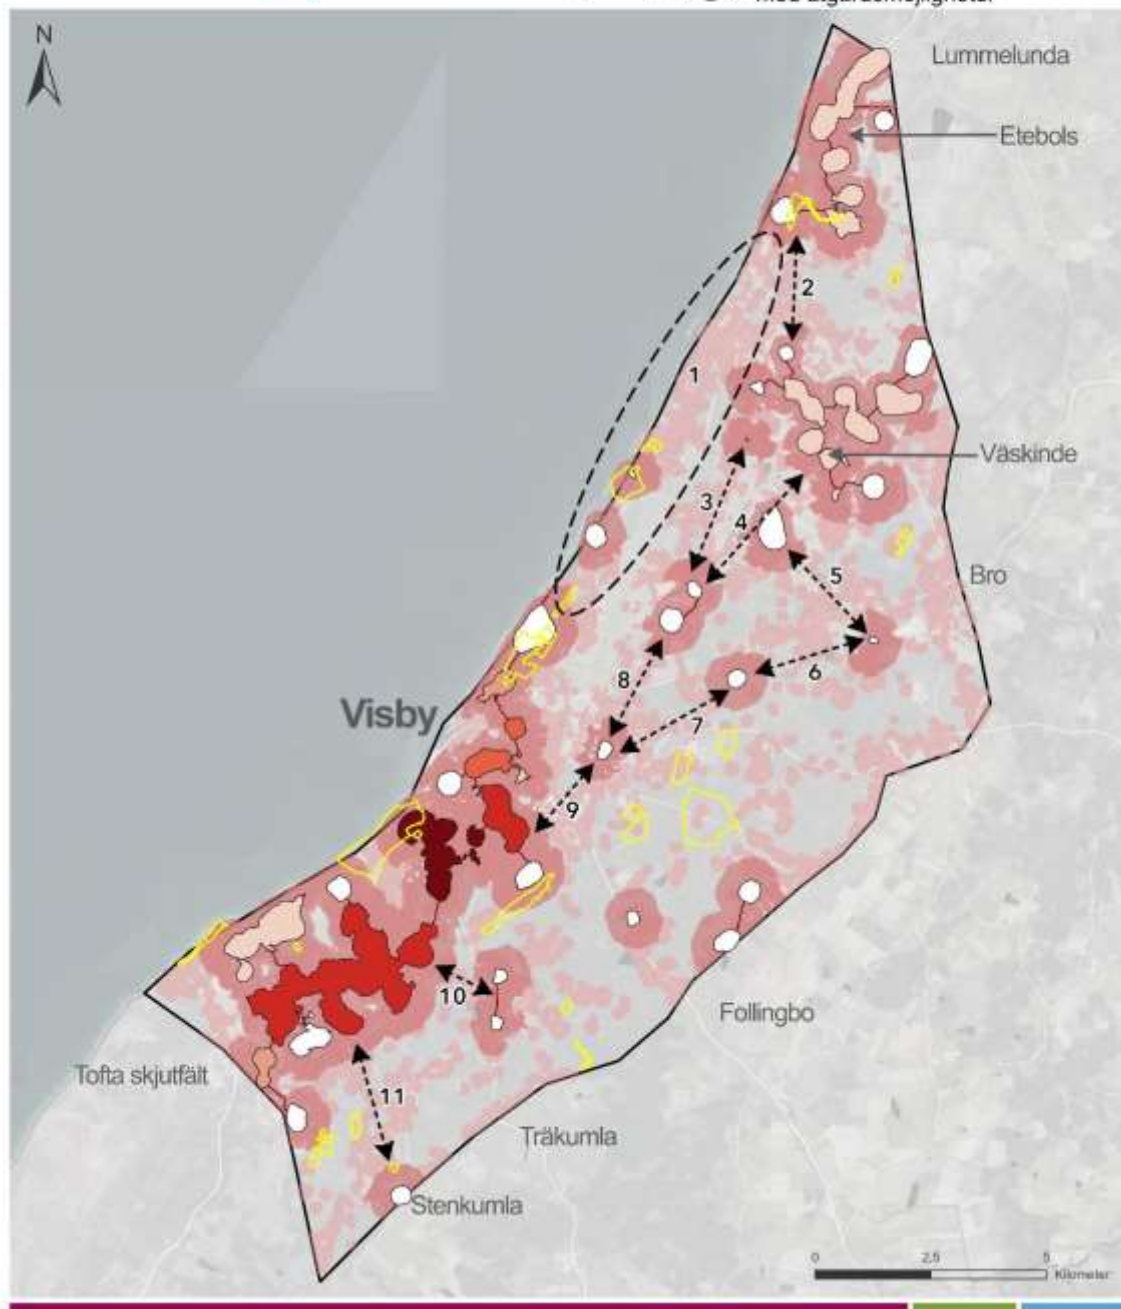 med åtgärdsmöjligheter
N
Lummelunda
Etebols
2
1
Väskinde
3
4
5
Bro
6
8
7
Visby
9
10
Follingbo
Tofta skjutfält
11
Träkumla
Stenkumla
0 2,5 5
Kilometer